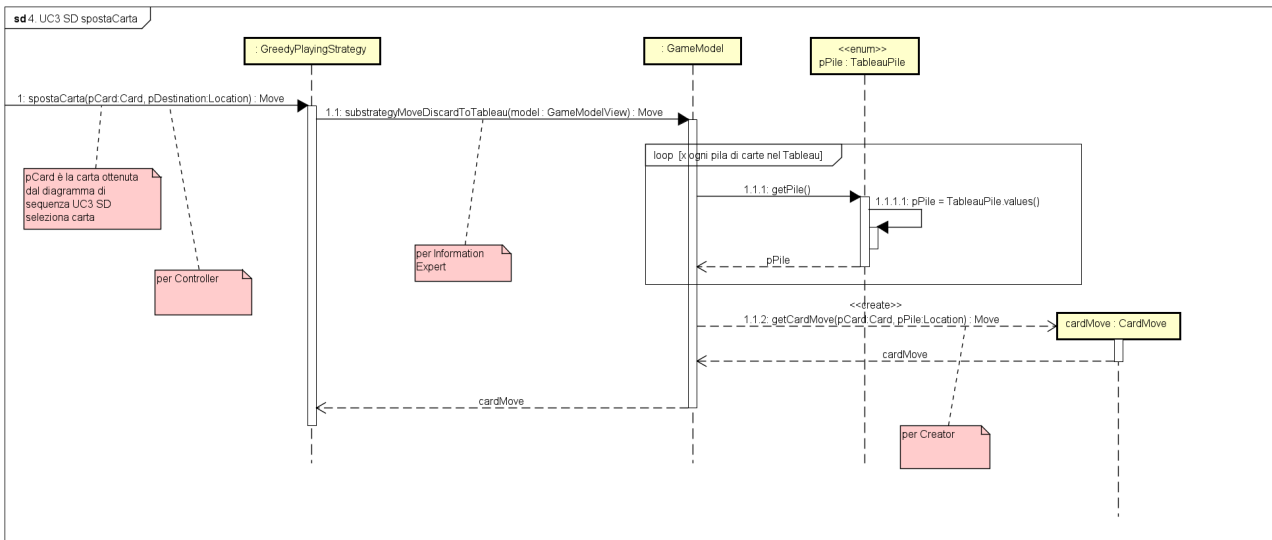 sd 4. UC3 SD spostaCarta
: GreedyPlayingStrategy
: GameModel
<<enum>>
pPile : TableauPile
1: spostaCarta(pCard:Card, pDestination:Location) : Move
1.1: substrategyMoveDiscardToTableau(model : GameModelView) : Move
loop [x ogni pila di carte nel Tableau]
pCard è la carta ottenuta
dal diagramma di
sequenza UC3 SD
seleziona carta
1.1.1: getPile()
1.1.1.1: pPile = TableauPile.values()
per Information
Expert
pPile
per Controller
<<create>>
1.1.2: getCardMove(pCard:Card, pPile:Location) : Move
cardMove : CardMove
cardMove
cardMove
per Creator